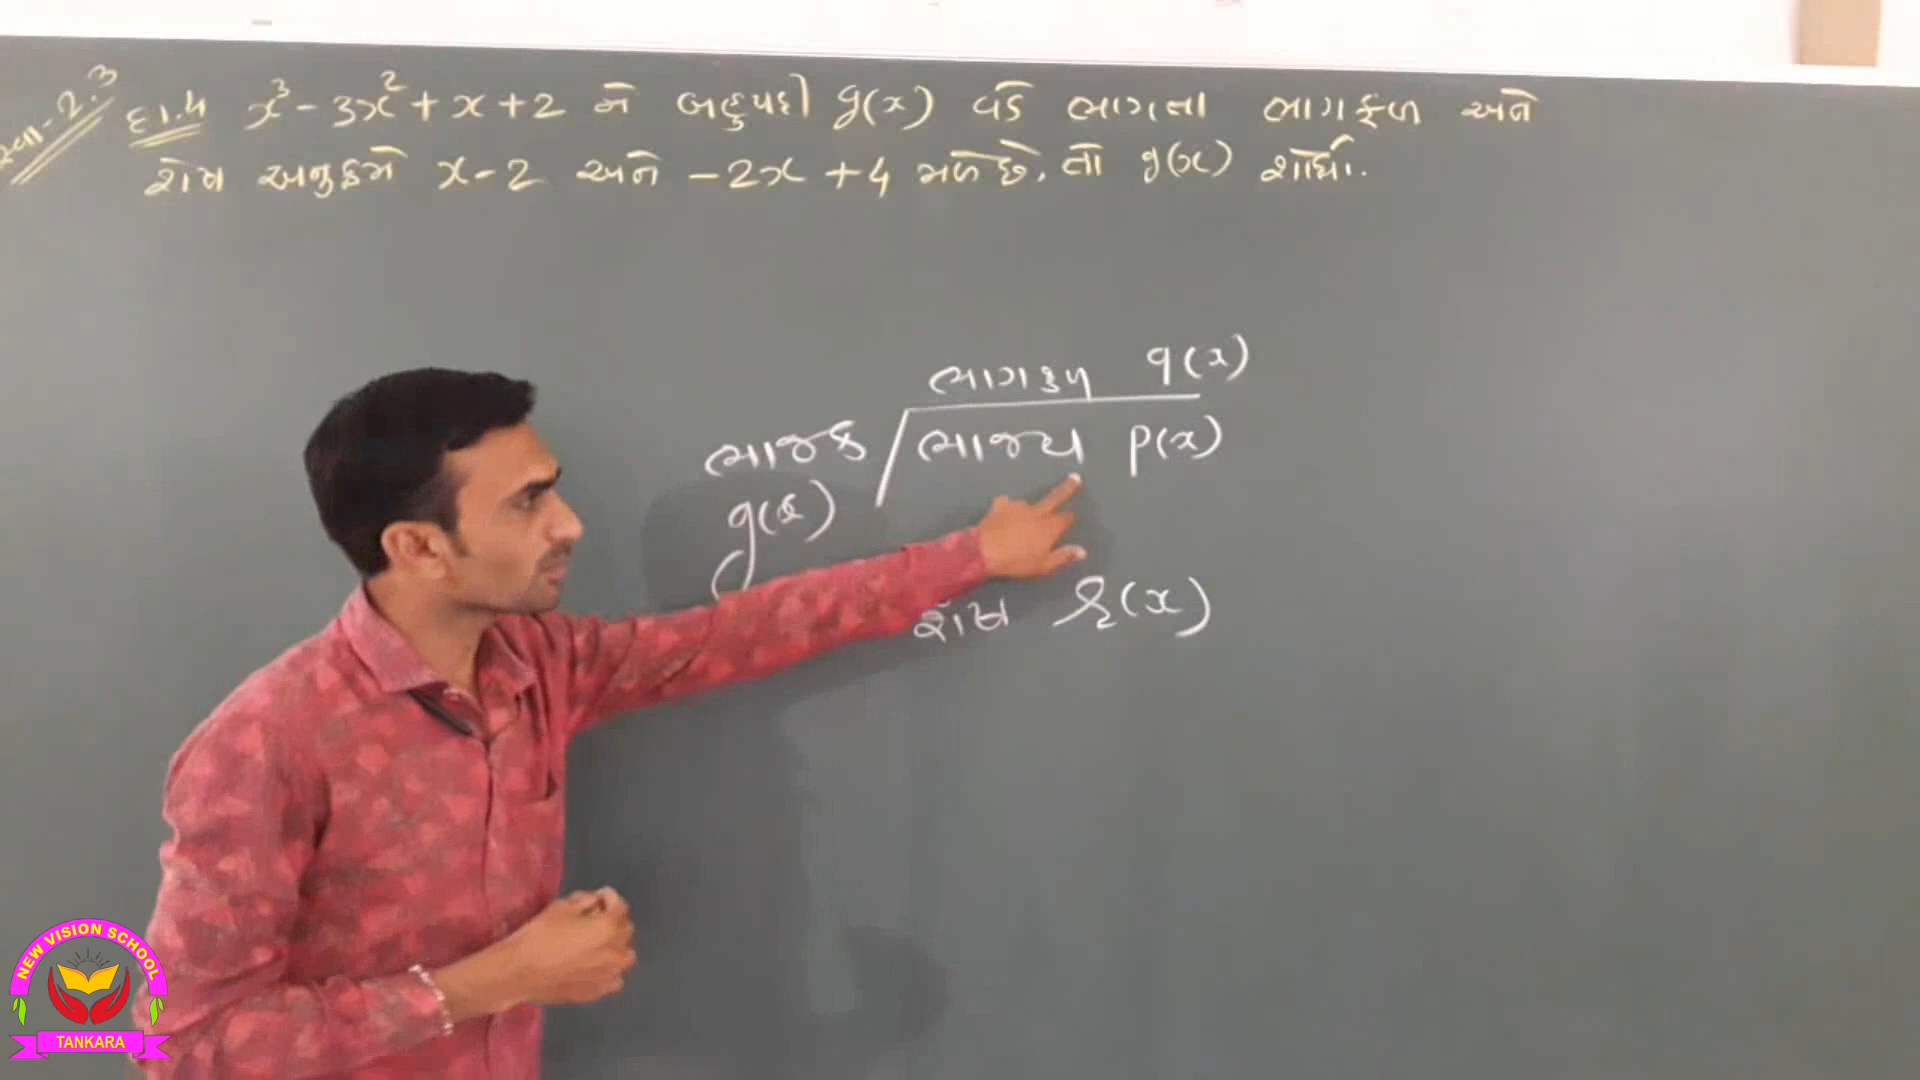 સ્વા-2.3
દા.4 x³ - 3x² + x + 2 ને બહુપદી g(x) વડે ભાગતા ભાગફળ અને
શેષ અનુક્રમે x - 2 અને - 2x + 4 મળે છે, તો g(x) શોધો.
ભાગફળ q(x)
ભાજક ભાજ્ય p(x)
g(x)
શેષ r(x)
NEW VISION SCHOOL
TANKARA